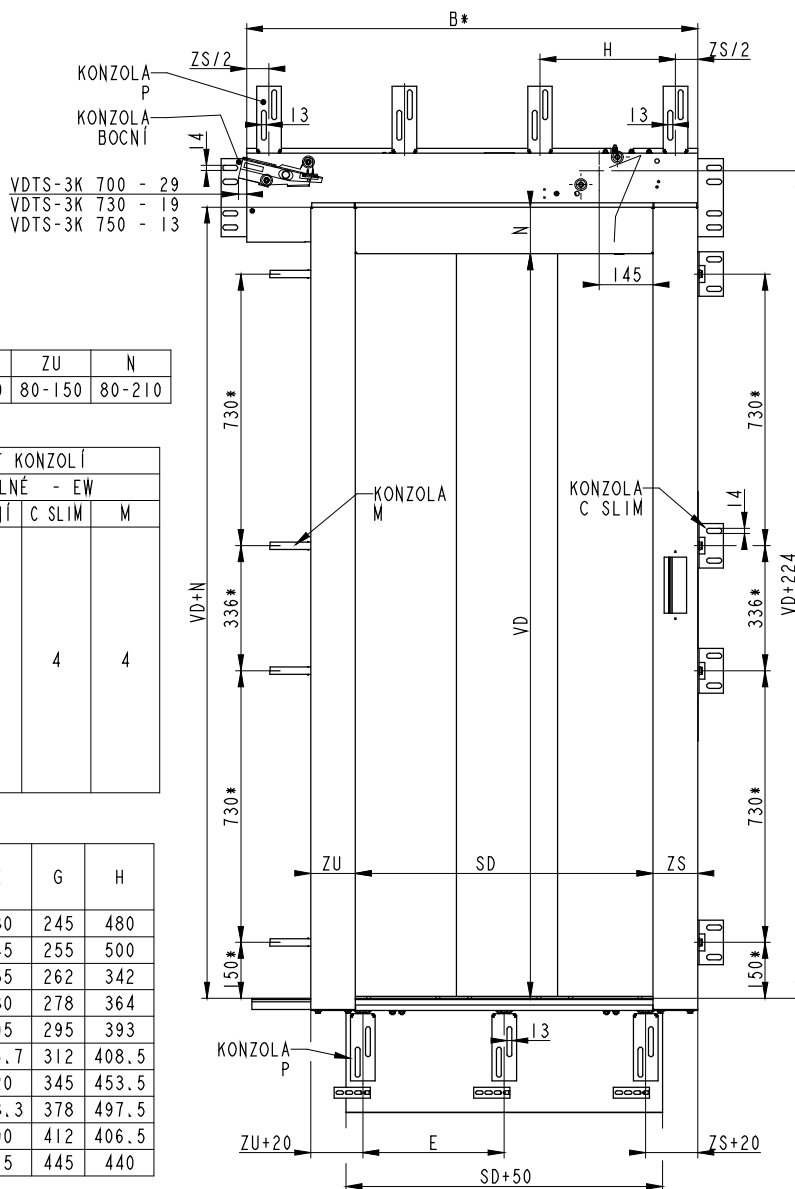 B*
ZS/2
H
ZS/2
KONZOLA
P
13
13
KONZOLA
BOCNÍ
14
VDTS-3K 700 - 29
VDTS-3K 730 - 19
VDTS-3K 750 - 13
N
145
ZU N
80-150 80-210
730*
730*
KONZOLÍ
- EW
C SLIM M
4 4
KONZOLA
M
KONZOLA
C SLIM
14
VD+N
336*
VD
336*
VD+224
730*
730*
ZU
SD
ZS
G H
245 480
255 500
262 342
278 364
295 393
312 408.5
345 453.5
378 497.5
412 406.5
445 440
150*
150*
KONZOLA
P
13
ZU+20
E
ZS+20
SD+50